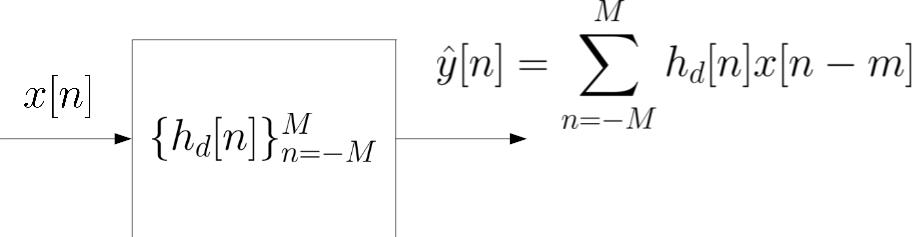 x[n]
{h_d[n]}_{n=-M}^{M}
ŷ[n] = \sum_{n=-M}^{M} h_d[n]x[n − m]